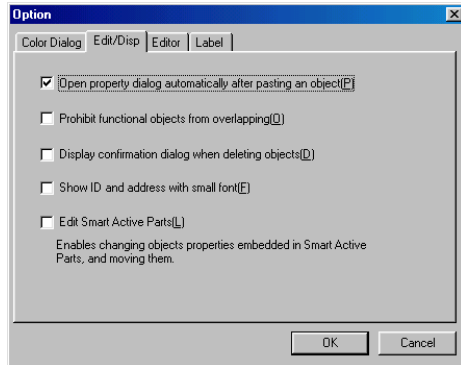 Option
Color Dialog Edit/Disp Editor Label
Open property dialog automatically after pasting an object(P)
Prohibit functional objects from overlapping(O)
Display confirmation dialog when deleting objects(D)
Show ID and address with small font(F)
Edit Smart Active Parts(L)
Enables changing objects properties embedded in Smart Active
Parts, and moving them.
OK Cancel